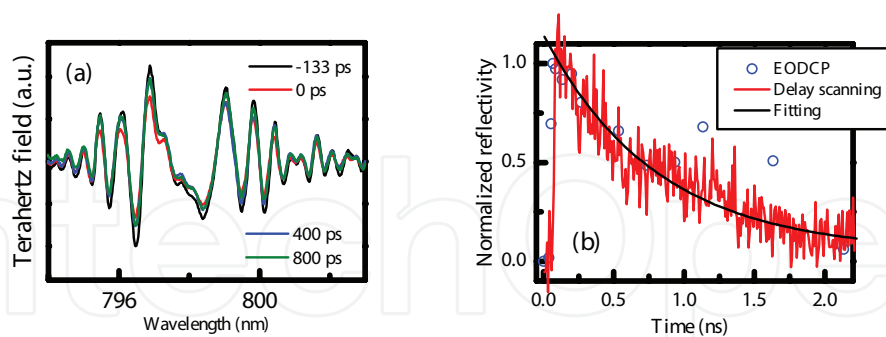 (a)
-133 ps
0 ps
400 ps
800 ps
Terahertz field (a.u.)
796
800
Wavelength (nm)
(b)
EODCP
Delay scanning
Fitting
Normalized reflectivity
1.0
0.5
0.0
0.0
0.5
1.0
1.5
2.0
Time (ns)